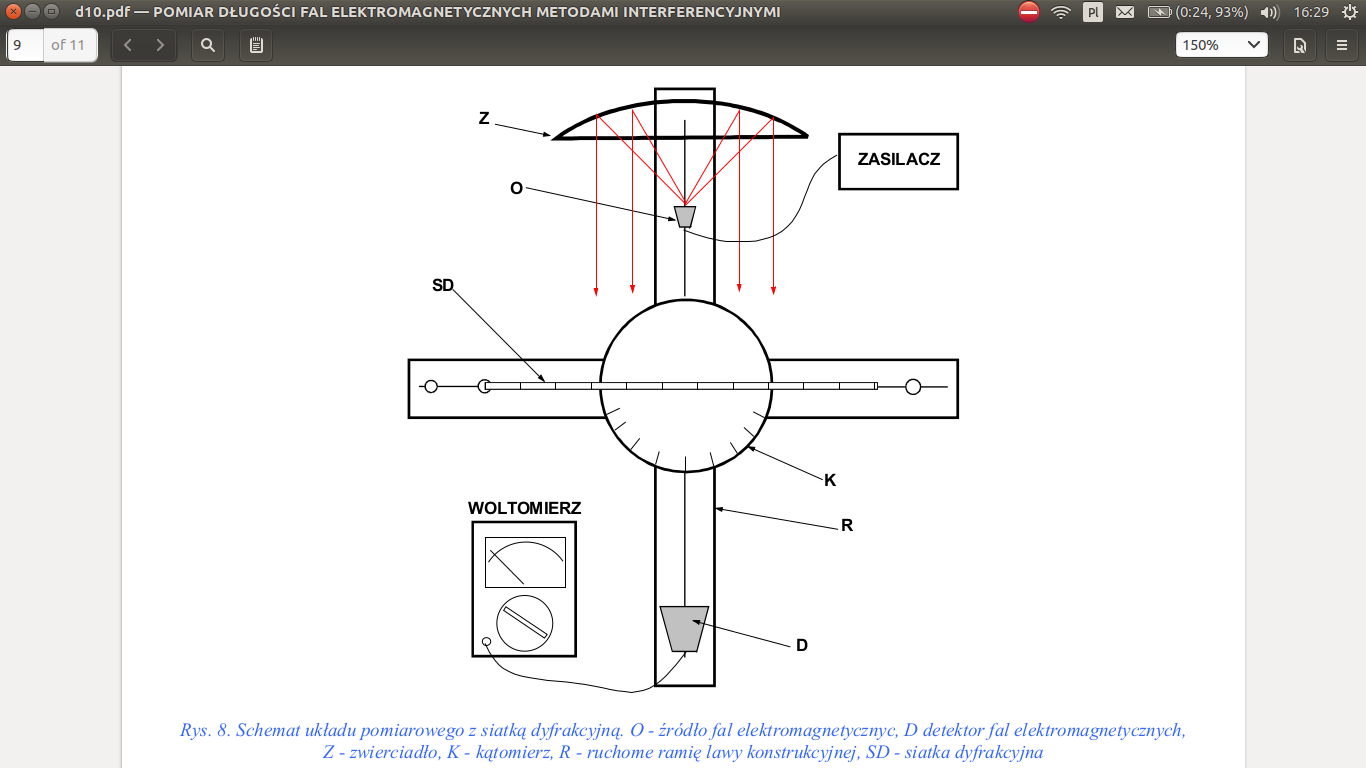 d10.pdf — POMIAR DŁUGOŚCI FAL ELEKTROMAGNETYCZNYCH METODAMI INTERFERENCYJNYMI
Pl
(0:24, 93%)
16:29
9
of 11
150%
Z
ZASILACZ
O
SD
K
WOLTOMIERZ
R
D
Rys. 8. Schemat układu pomiarowego z siatką dyfrakcyjną. O - źródło fal elektromagnetycznyc, D detektor fal elektromagnetycznych,
Z - zwierciadło, K - kątomierz, R - ruchome ramię lawy konstrukcyjnej, SD - siatka dyfrakcyjna